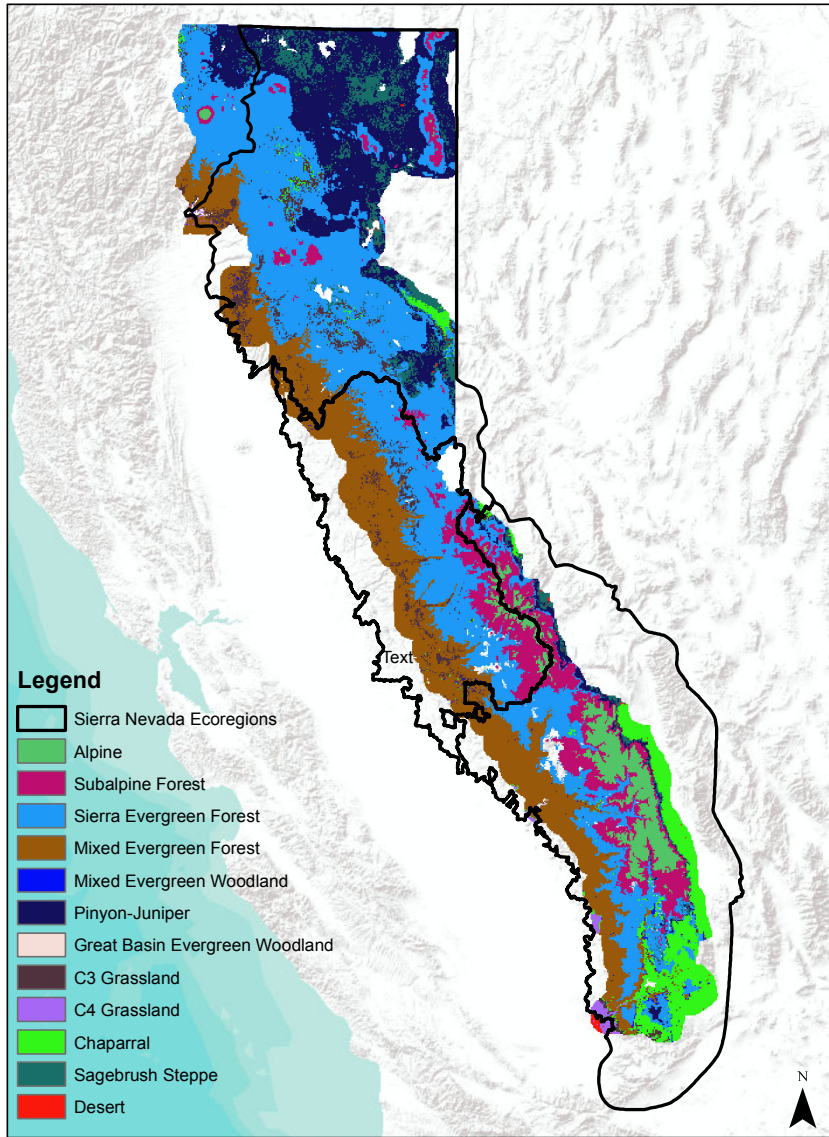 Text
Legend
Sierra Nevada Ecoregions
Alpine
Subalpine Forest
Sierra Evergreen Forest
Mixed Evergreen Forest
Mixed Evergreen Woodland
Pinyon-Juniper
Great Basin Evergreen Woodland
C3 Grassland
C4 Grassland
Chaparral
Sagebrush Steppe
Desert
N